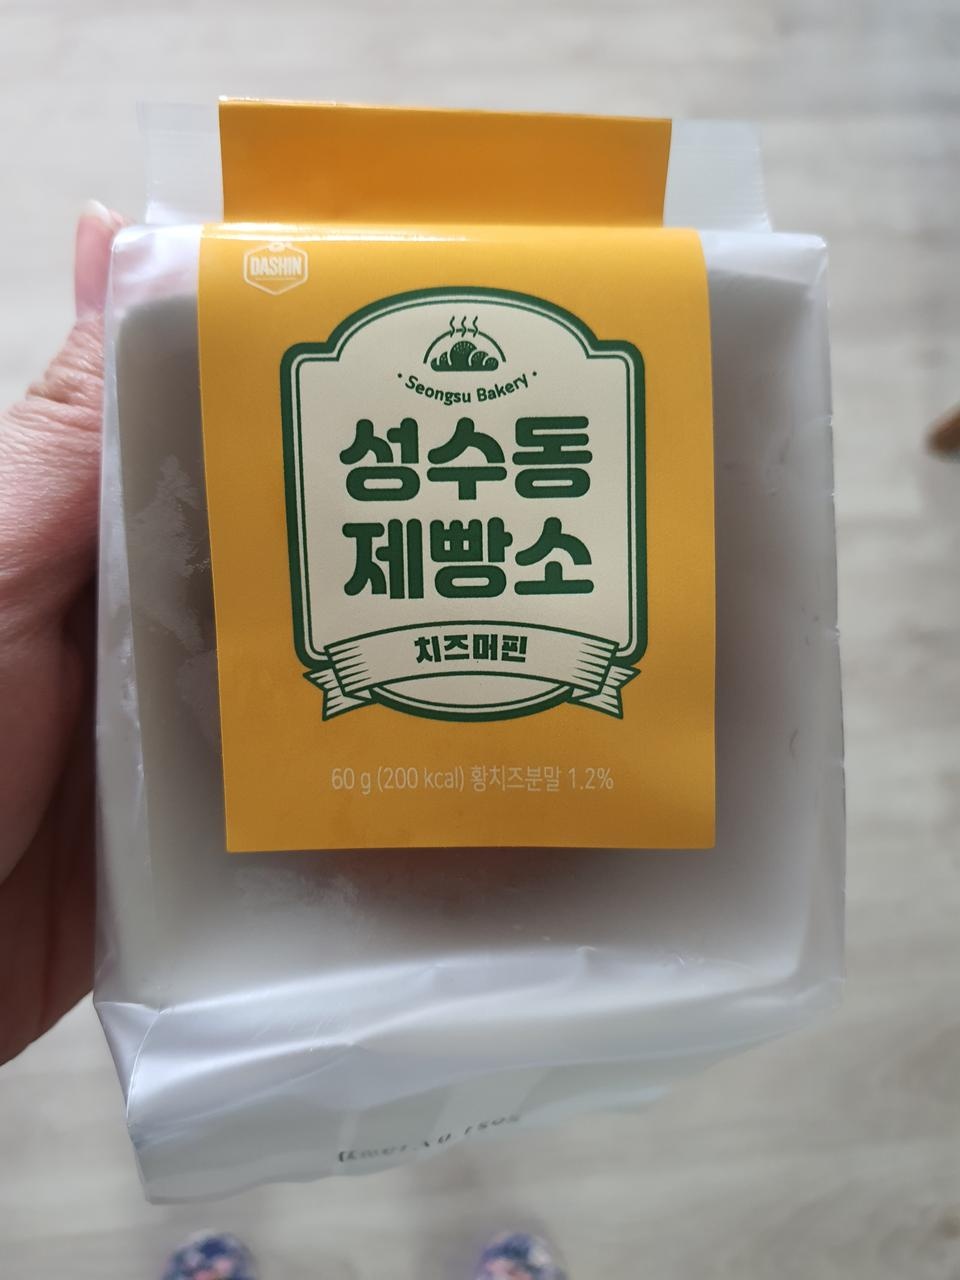 DASHIN
· Seongsu Bakery ·
성수동
제빵소
치즈머핀
60 g (200 kcal) 황치즈분말 1.2%